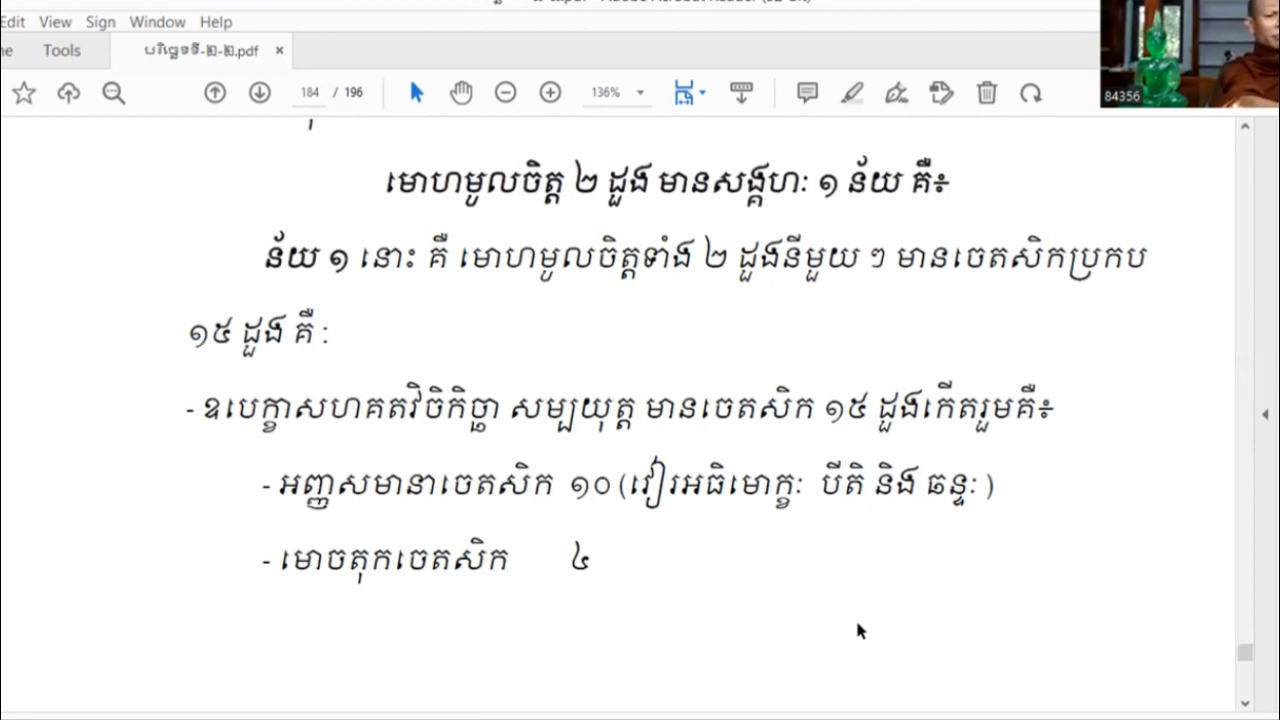 Edit View Sign Window Help
Tools បរិច្ឆេទទី-២-២.pdf ×
184 / 196 136%
84356
មោហមូលចិត្ត ២ ដួង មានសង្គហៈ ១ ន័យ គឺ៖
ន័យ ១ នោះ គឺ មោហមូលចិត្តទាំង ២ ដួងនីមួយ ៗ មានចេតសិកប្រកប
១៥ ដួង គឺ :
- ឧបេក្ខាសហគតវិចិកិច្ឆា សម្បយុត្ត មានចេតសិក ១៥ ដួងកើតរួមគឺ៖
- អញ្ញសមានាចេតសិក ១០ (វៀរអធិមោក្ខៈ បីតិ និង ឆន្ទៈ )
- មោចតុកចេតសិក ៤